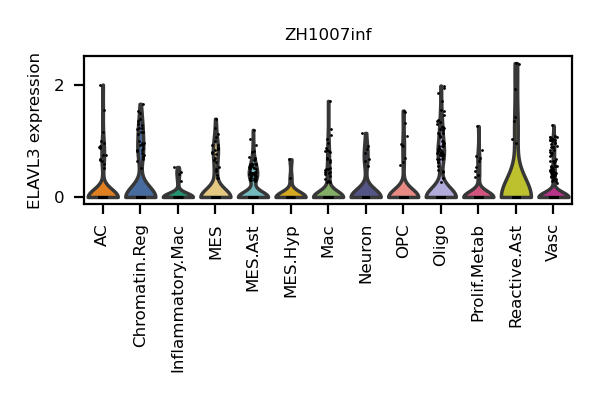 ZH1007inf
ELAVL3 expression
2
0
AC
Chromatin.Reg
Inflammatory.Mac
MES
MES.Ast
MES.Hyp
Mac
Neuron
OPC
Oligo
Prolif.Metab
Reactive.Ast
Vasc